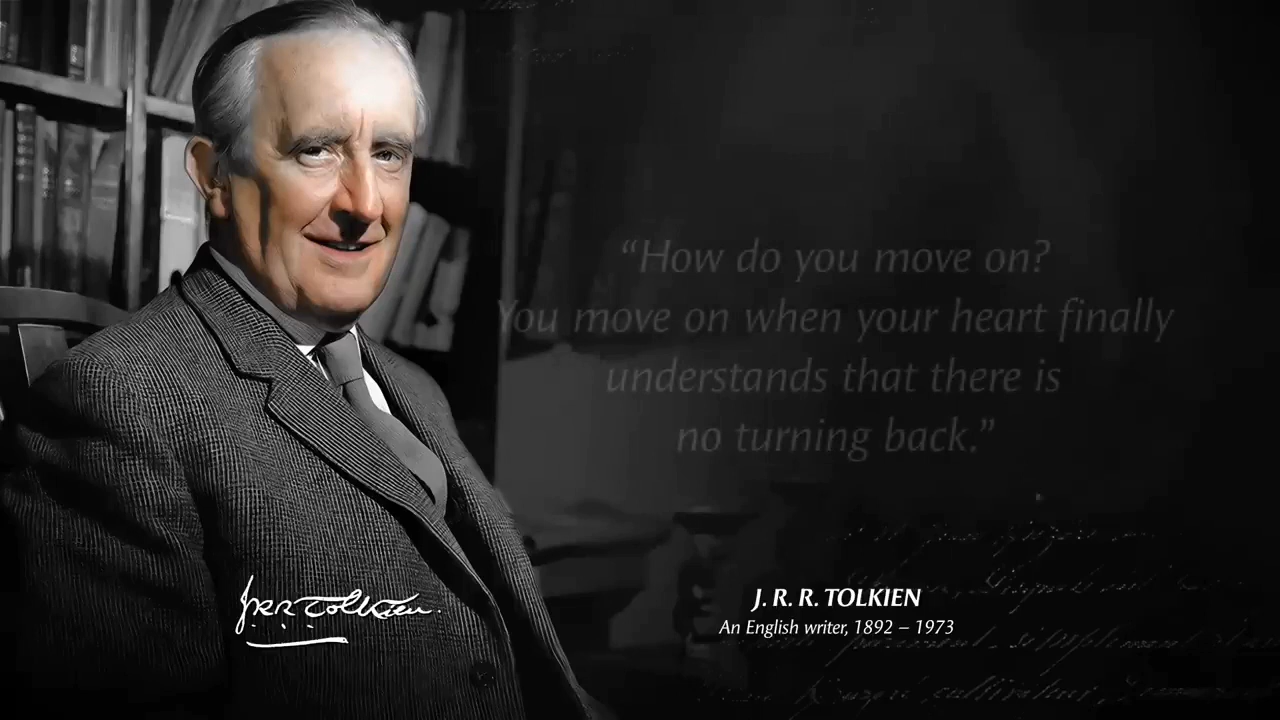 “How do you move on?
You move on when your heart finally
understands that there is
no turning back.”
J.R.R. Tolkien.
J. R. R. TOLKIEN
An English writer, 1892 – 1973